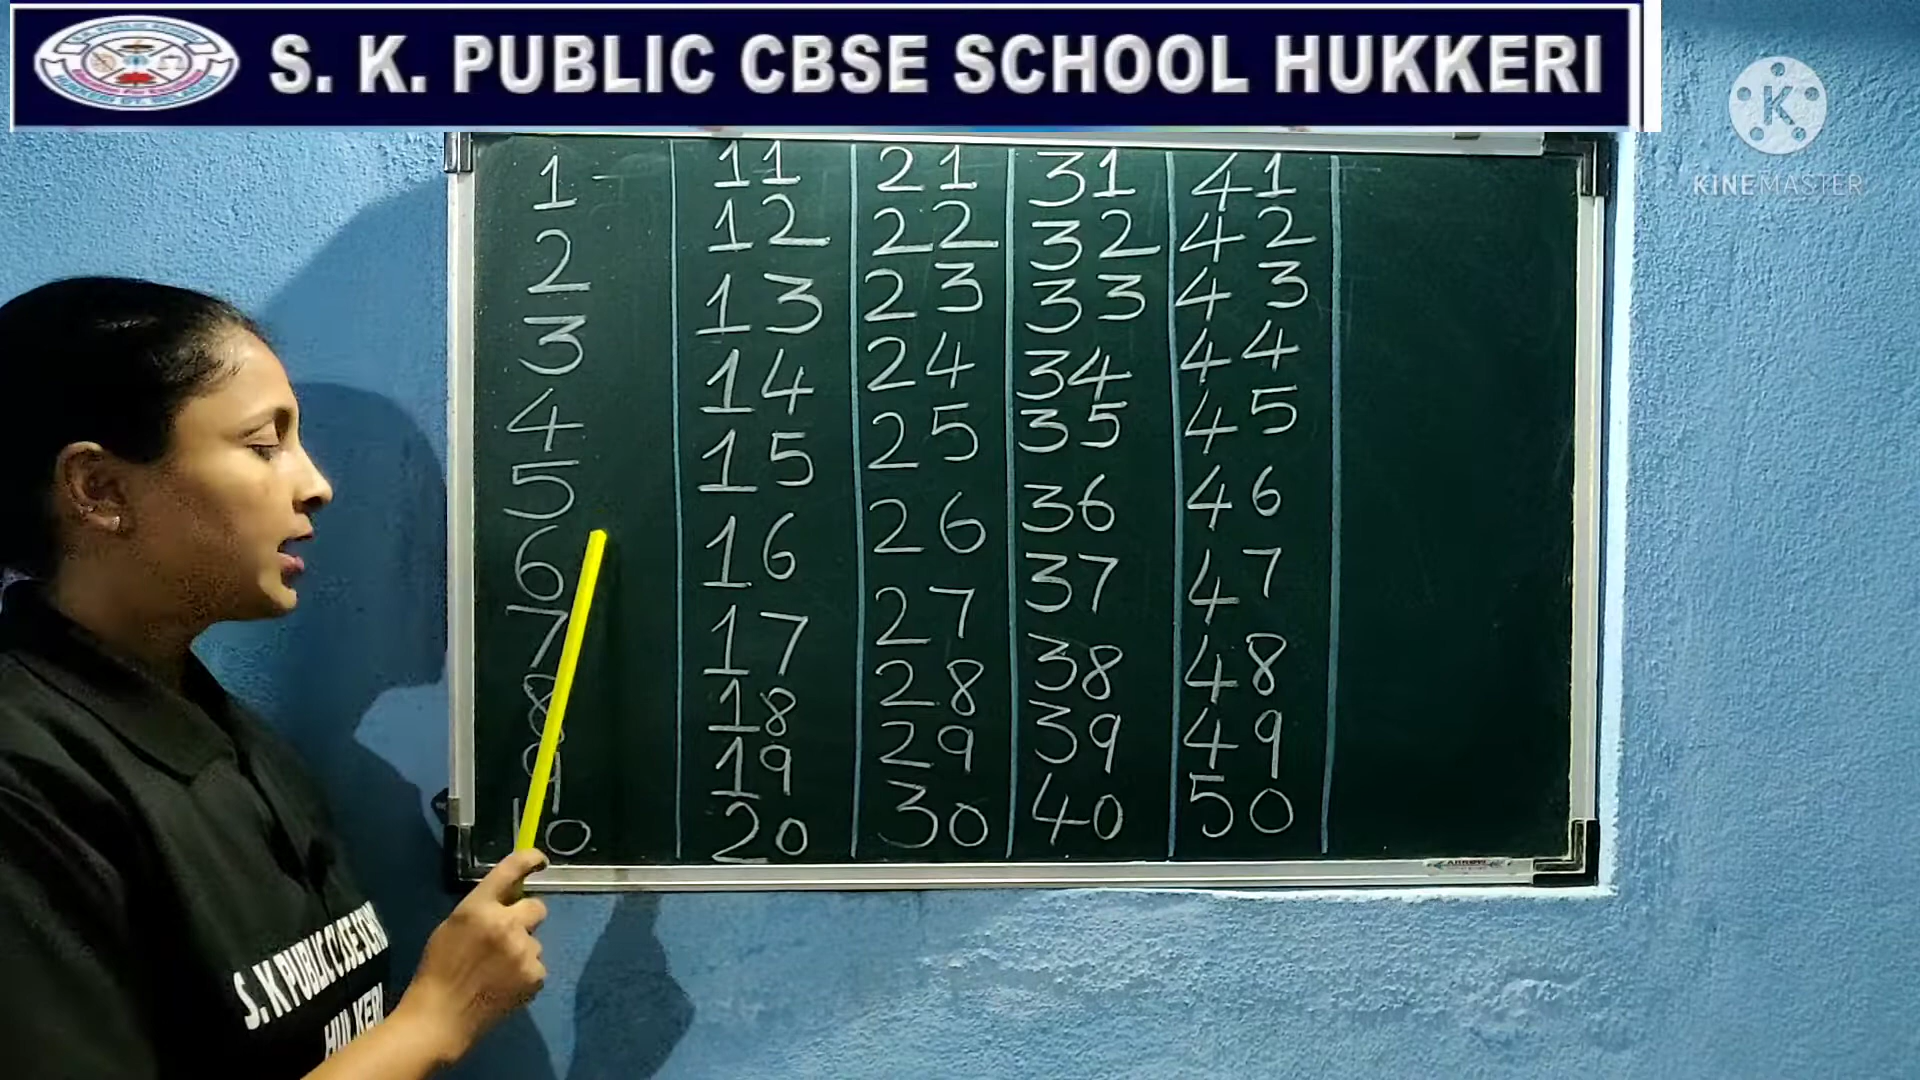 S. K. PUBLIC CBSE SCHOOL HUKKERI
KINEMASTER
1 11 21 31 41
2 12 22 32 42
3 13 23 33 43
4 14 24 34 44
5 15 25 35 45
6 16 26 36 46
7 17 27 37 47
8 18 28 38 48
9 19 29 39 49
10 20 30 40 50
S. K PUBLIC CBSE SCHO
HUKKERI